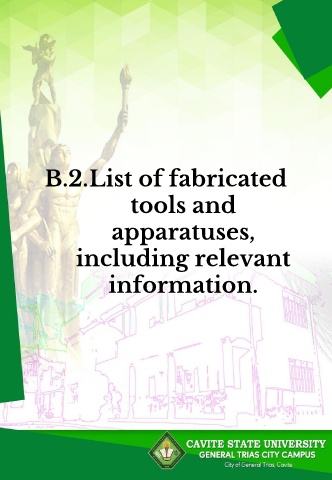 B.2.List of fabricated
tools and
apparatuses,
including relevant
information.
CAVITE STATE UNIVERSITY
GENERAL TRIAS CITY CAMPUS
City of General Trias, Cavite